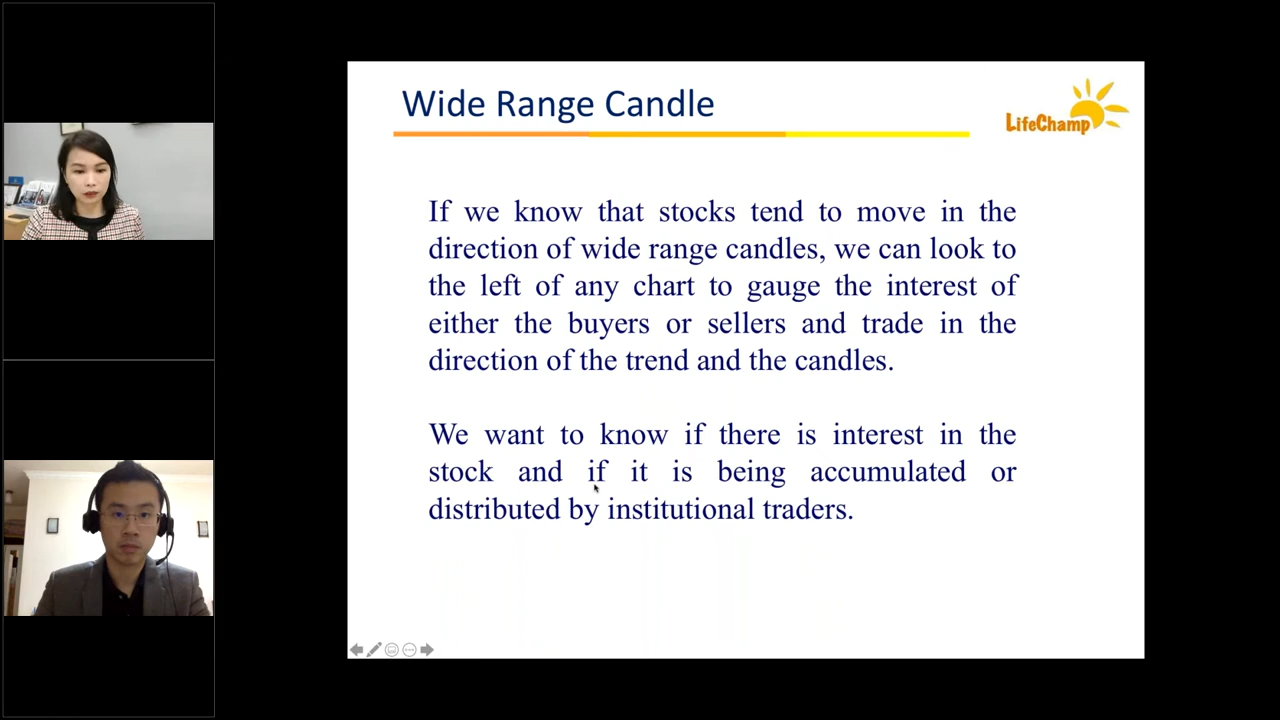 Wide Range Candle
LifeChamp
If we know that stocks tend to move in the
direction of wide range candles, we can look to
the left of any chart to gauge the interest of
either the buyers or sellers and trade in the
direction of the trend and the candles.
We want to know if there is interest in the
stock and if it is being accumulated or
distributed by institutional traders.